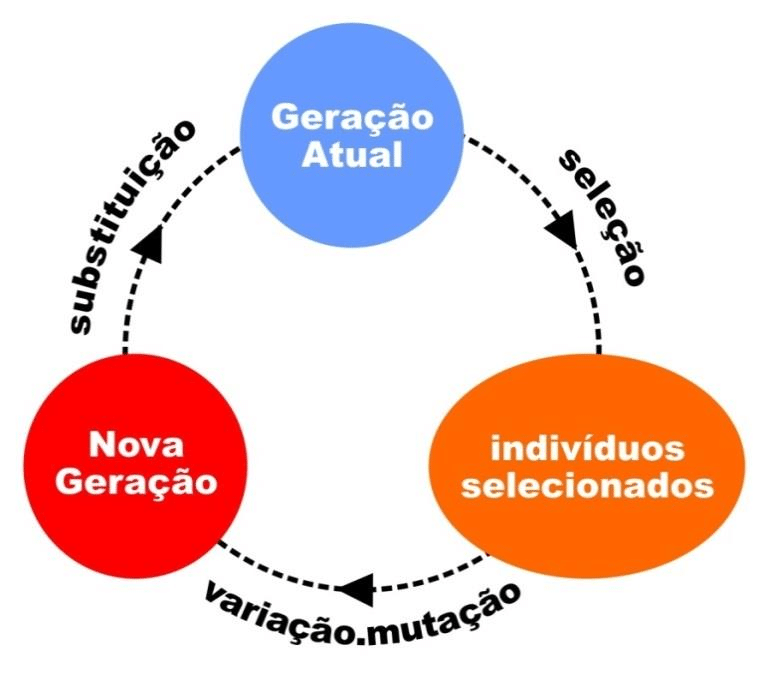 Geração
Atual
seleção
indivíduos
selecionados
variação.mutação
Nova
Geração
substituição